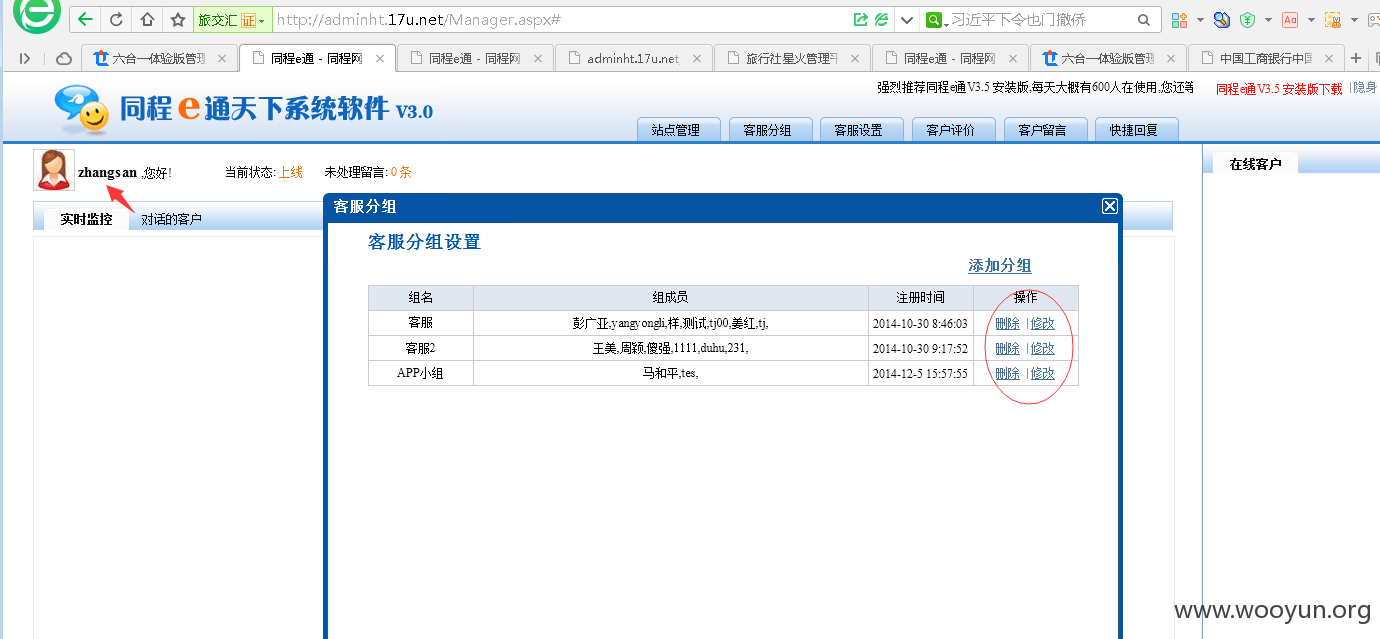 旅交汇 证
http://adminht.17u.net/Manager.aspx#
习近平下令也门撤侨
六合一体验版管理
同程e通 - 同程网
同程e通 - 同程网
adminht.17u.net
旅行社星火管理平
同程e通 - 同程网
六合一体验版管理
中国工商银行中国
同程e通天下系统软件 V3.0
强烈推荐同程e通V3.5 安装版,每天大概有600人在使用,您还等
同程e通V3.5 安装版下载
隐身
站点管理
客服分组
客服设置
客户评价
客户留言
快捷回复
zhangsan ,您好!
当前状态: 上线
未处理留言: 0 条
在线客户
实时监控
对话的客户
客服分组
客服分组设置
添加分组
组名 组成员 注册时间 操作
客服 彭广亚,yangyongli,样,测试,tj00,姜红,tj, 2014-10-30 8:46:03 删除 | 修改
客服2 王美,周颖,傻强,1111,duhu,231, 2014-10-30 9:17:52 删除 | 修改
APP小组 马和平,tes, 2014-12-5 15:57:55 删除 | 修改
www.wooyun.org